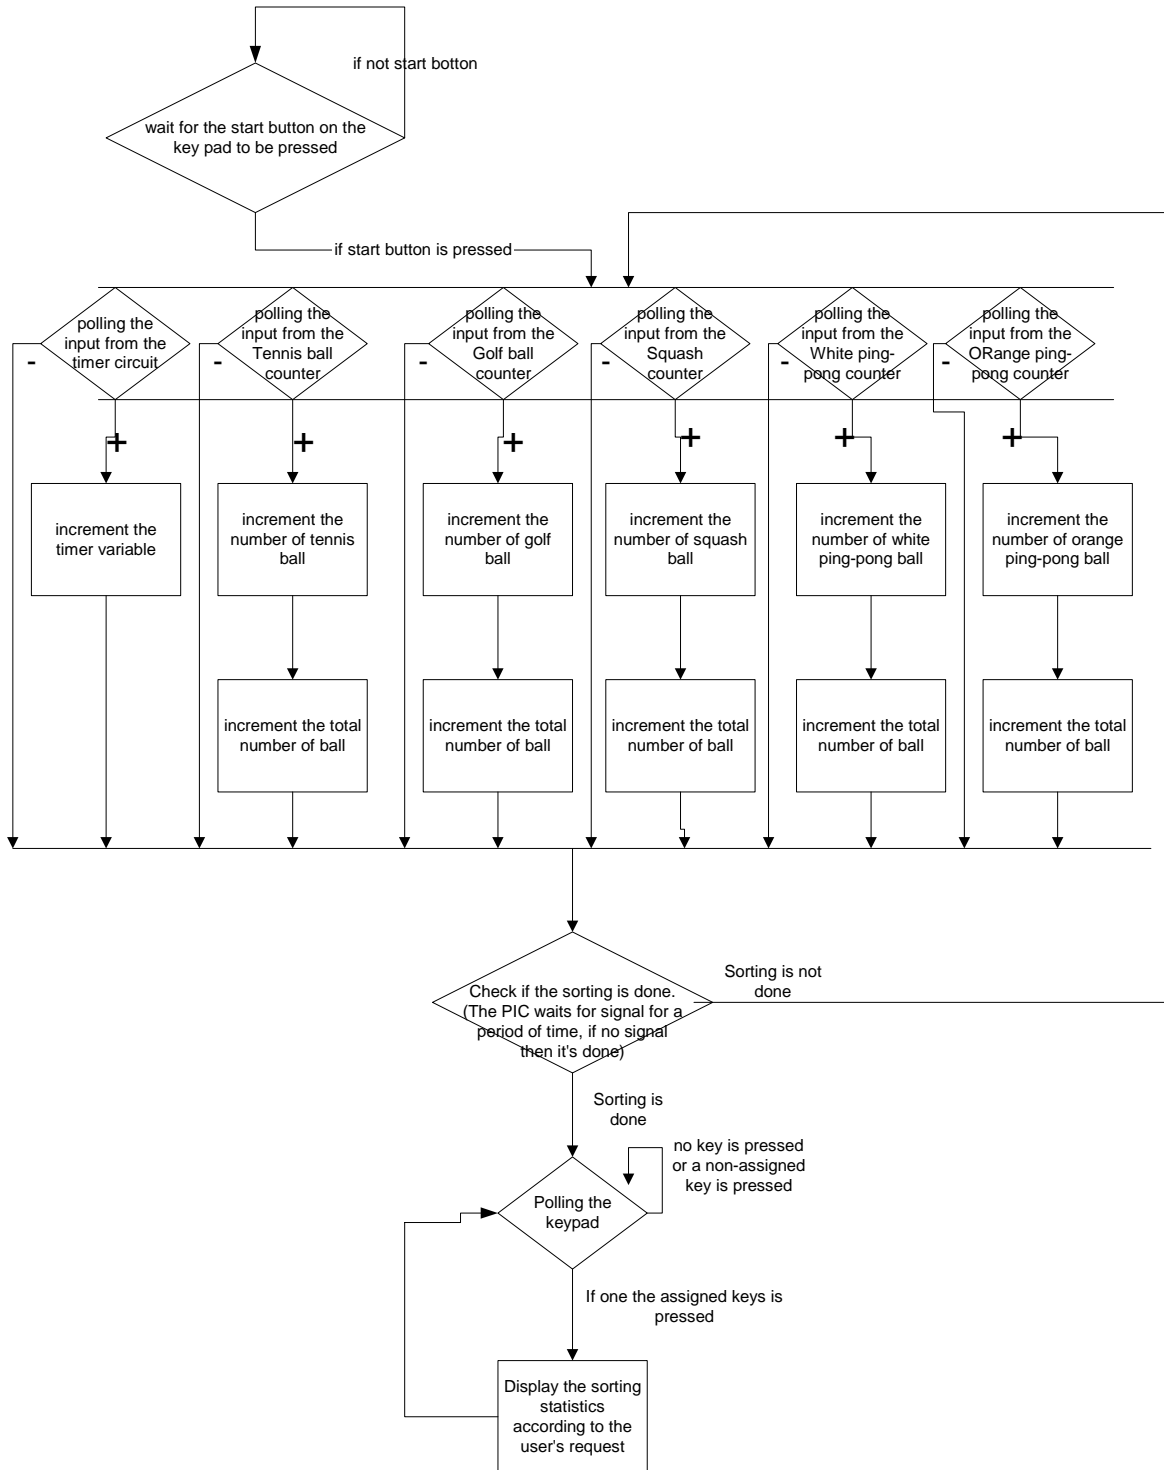 if not start botton
wait for the start button on the
key pad to be pressed
if start button is pressed
polling the
input from the
timer circuit
-
polling the
input from the
Tennis ball
counter
-
polling the
input from the
Golf ball
counter
-
polling the
input from the
Squash
counter
-
polling the
input from the
White ping-
pong counter
-
polling the
input from the
ORange ping-
pong counter
-
+
+
+
+
+
+
increment the
timer variable
increment the
number of tennis
ball
increment the
number of golf
ball
increment the
number of squash
ball
increment the
number of white
ping-pong ball
increment the
number of orange
ping-pong ball
increment the total
number of ball
increment the total
number of ball
increment the total
number of ball
increment the total
number of ball
increment the total
number of ball
Sorting is not
done
Check if the sorting is done.
(The PIC waits for signal for a
period of time, if no signal
then it's done)
Sorting is
done
no key is pressed
or a non-assigned
key is pressed
Polling the
keypad
If one the assigned keys is
pressed
Display the sorting
statistics
according to the
user's request